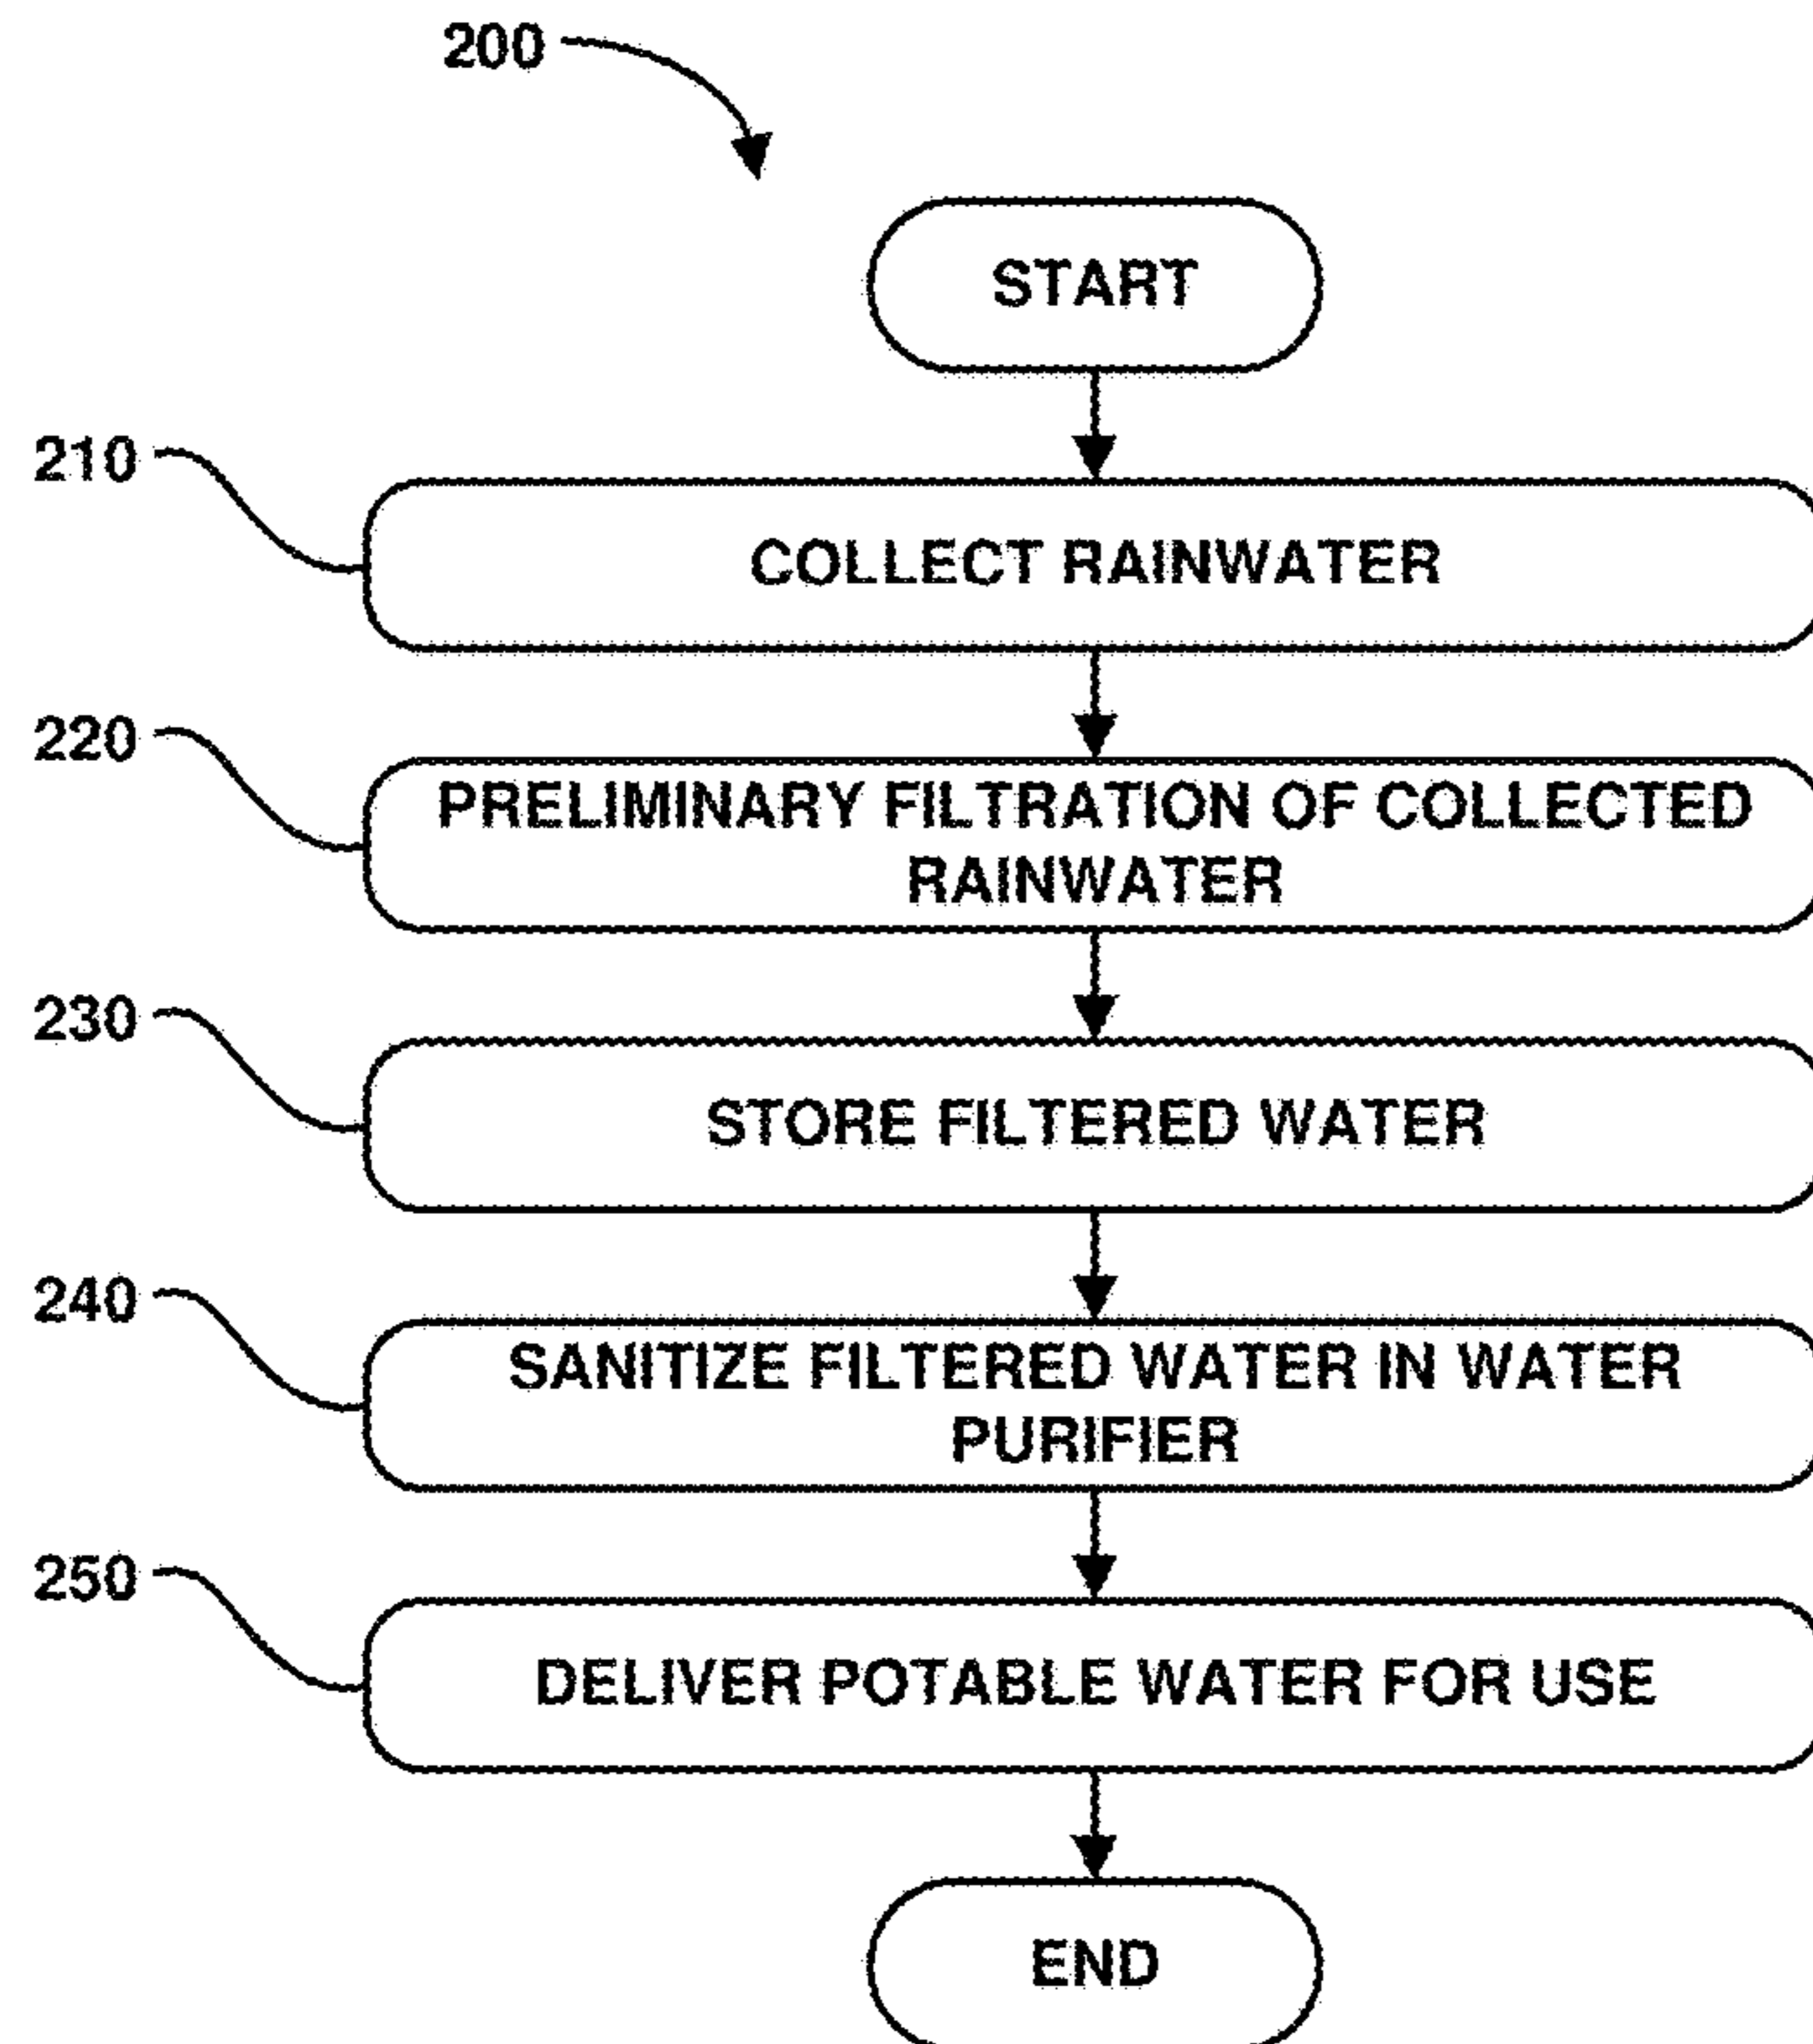 200
START
210
COLLECT RAINWATER
220
PRELIMINARY FILTRATION OF COLLECTED
RAINWATER
230
STORE FILTERED WATER
240
SANITIZE FILTERED WATER IN WATER
PURIFIER
250
DELIVER POTABLE WATER FOR USE
END